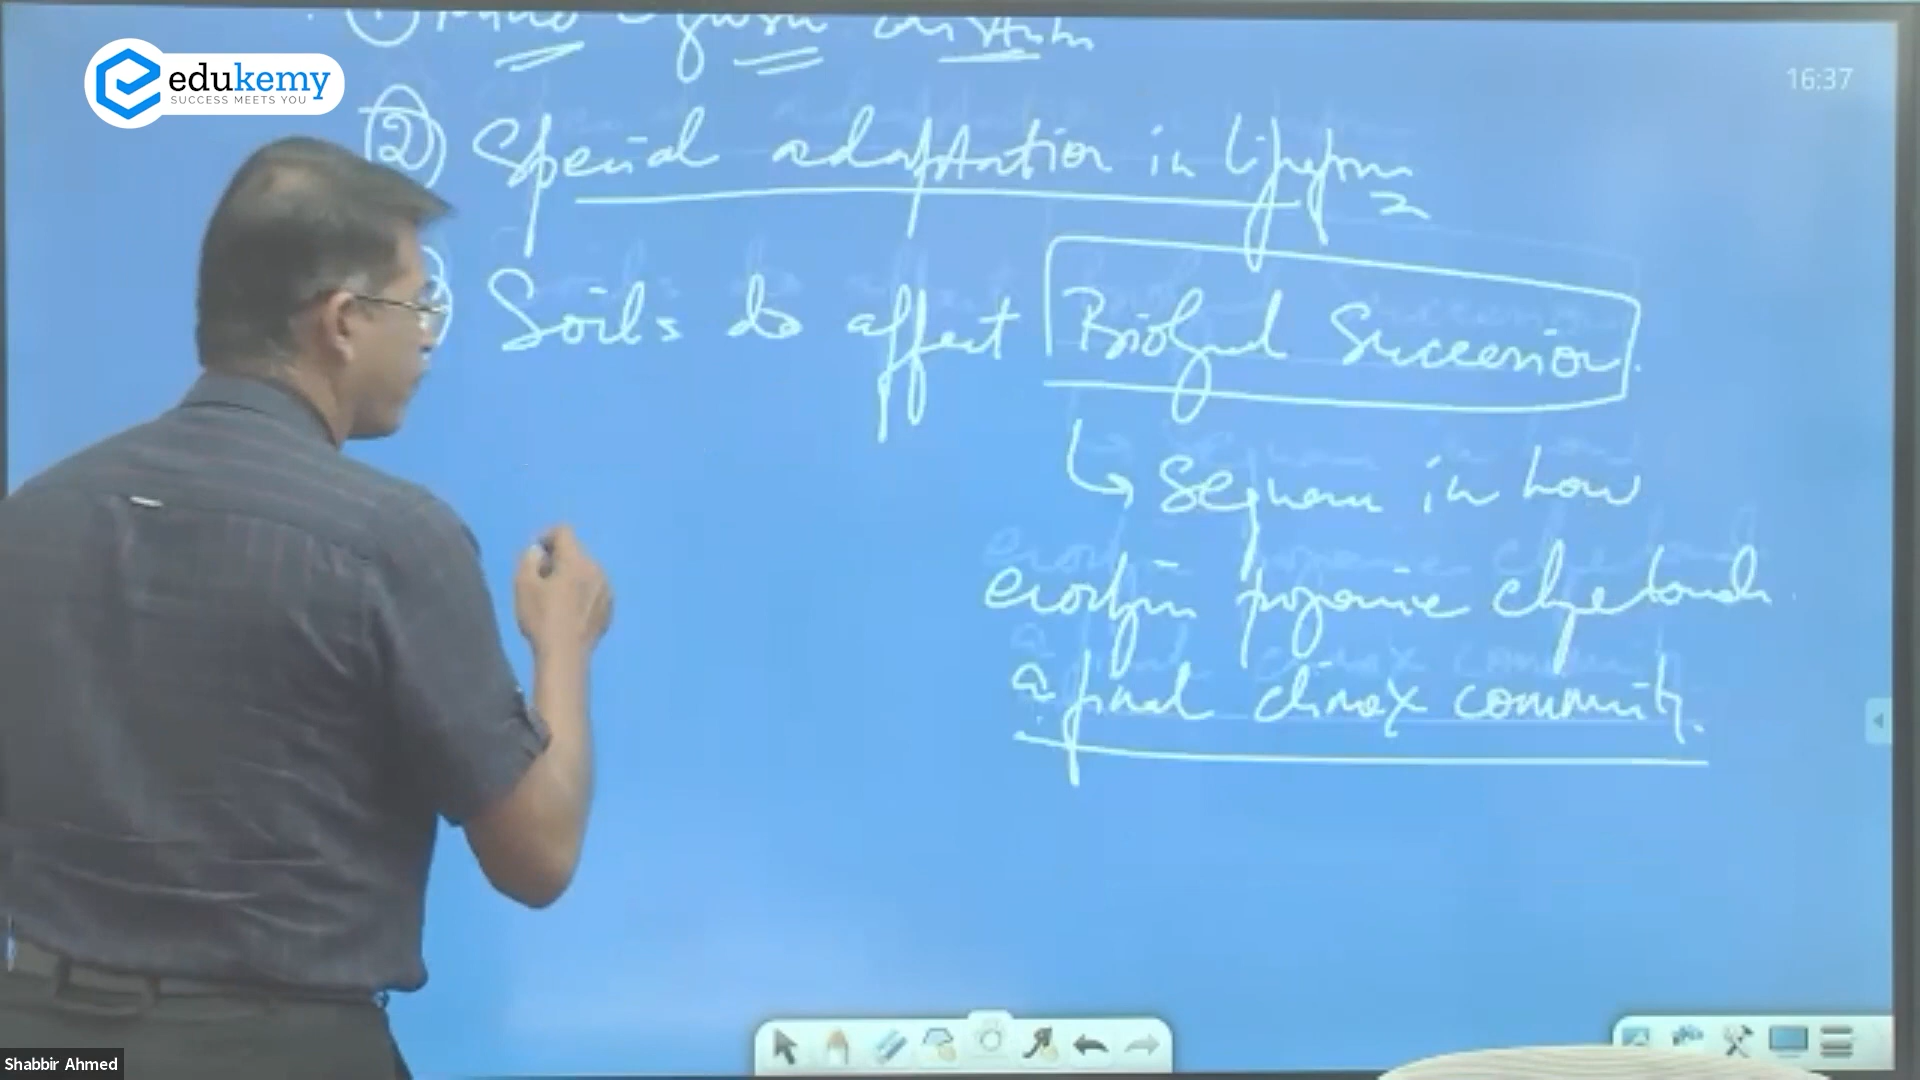 16:37
edukemy
SUCCESS MEETS YOU
② Special adaptation in lifeform
Soils do affect Biological Succession.
↳ Sequence in how
ecosystem progressive change towards
a final climax community.
Shabbir Ahmed